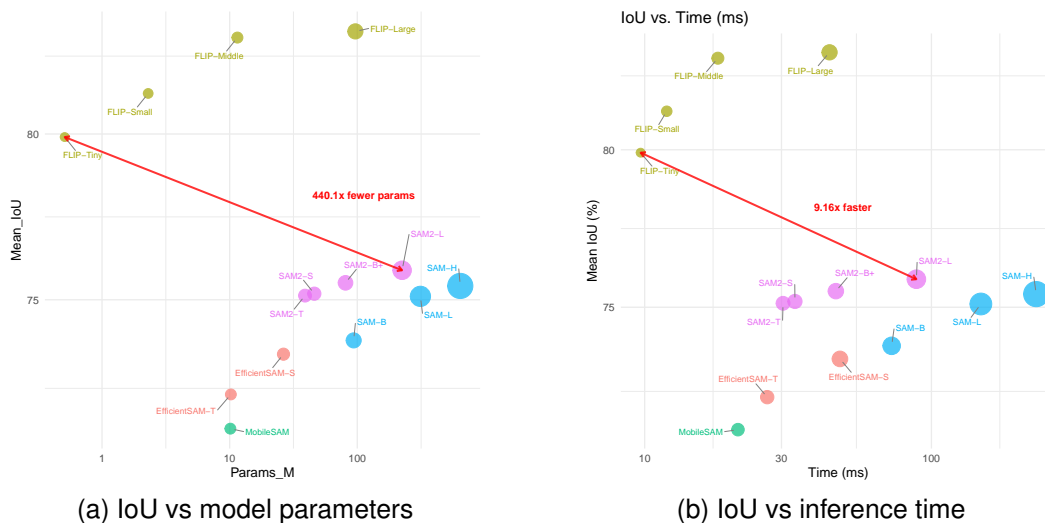 FLIP−Large
FLIP−Middle
FLIP−Small
80
FLIP−Tiny
440.1x fewer params
Mean_IoU
SAM2−L
SAM2−B+
SAM2−S
SAM−H
75
SAM2−T
SAM−L
SAM−B
EfficientSAM−S
EfficientSAM−T
MobileSAM
1
10
100
Params_M
(a) IoU vs model parameters
IoU vs. Time (ms)
FLIP−Middle
FLIP−Large
FLIP−Small
80
FLIP−Tiny
9.16x faster
Mean IoU (%)
SAM2−L
SAM2−B+
SAM2−S
SAM−H
75
SAM2−T
SAM−B
SAM−L
EfficientSAM−T
EfficientSAM−S
MobileSAM
10
30
100
Time (ms)
(b) IoU vs inference time